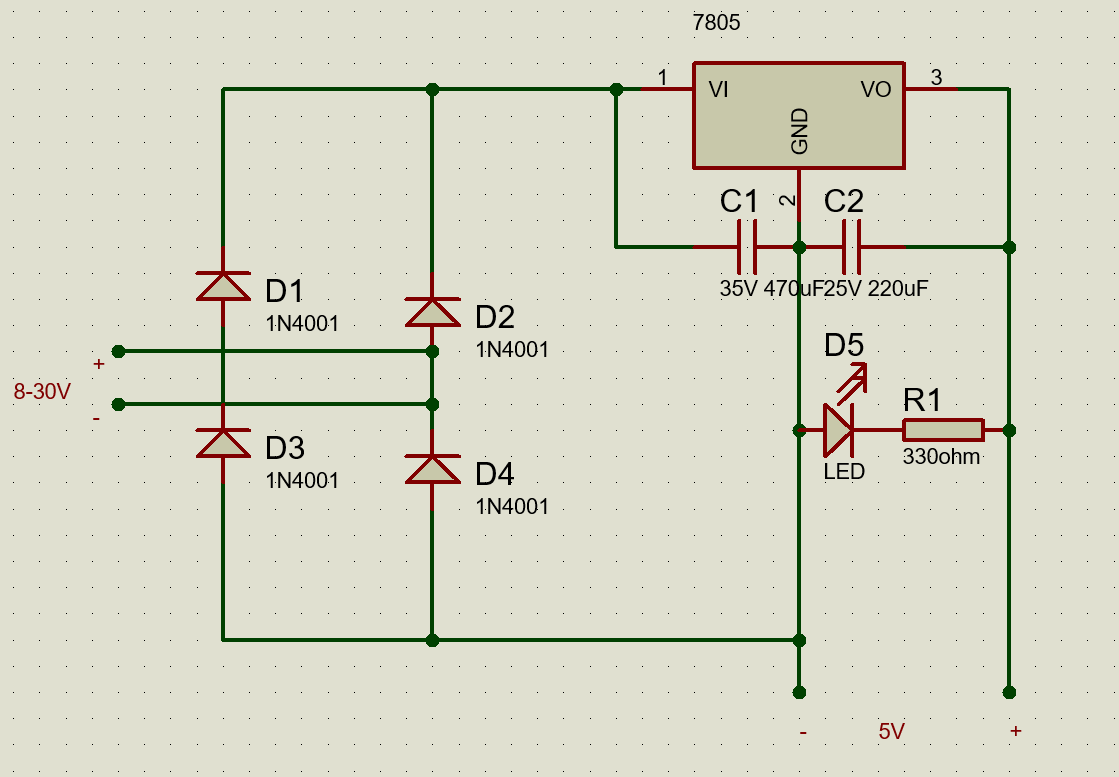 7805
1
VI
VO
3
GND
2
C1
C2
35V 470uF
25V 220uF
D1
1N4001
D2
1N4001
+
8-30V
-
D3
1N4001
D4
1N4001
D5
LED
R1
330ohm
-
5V
+